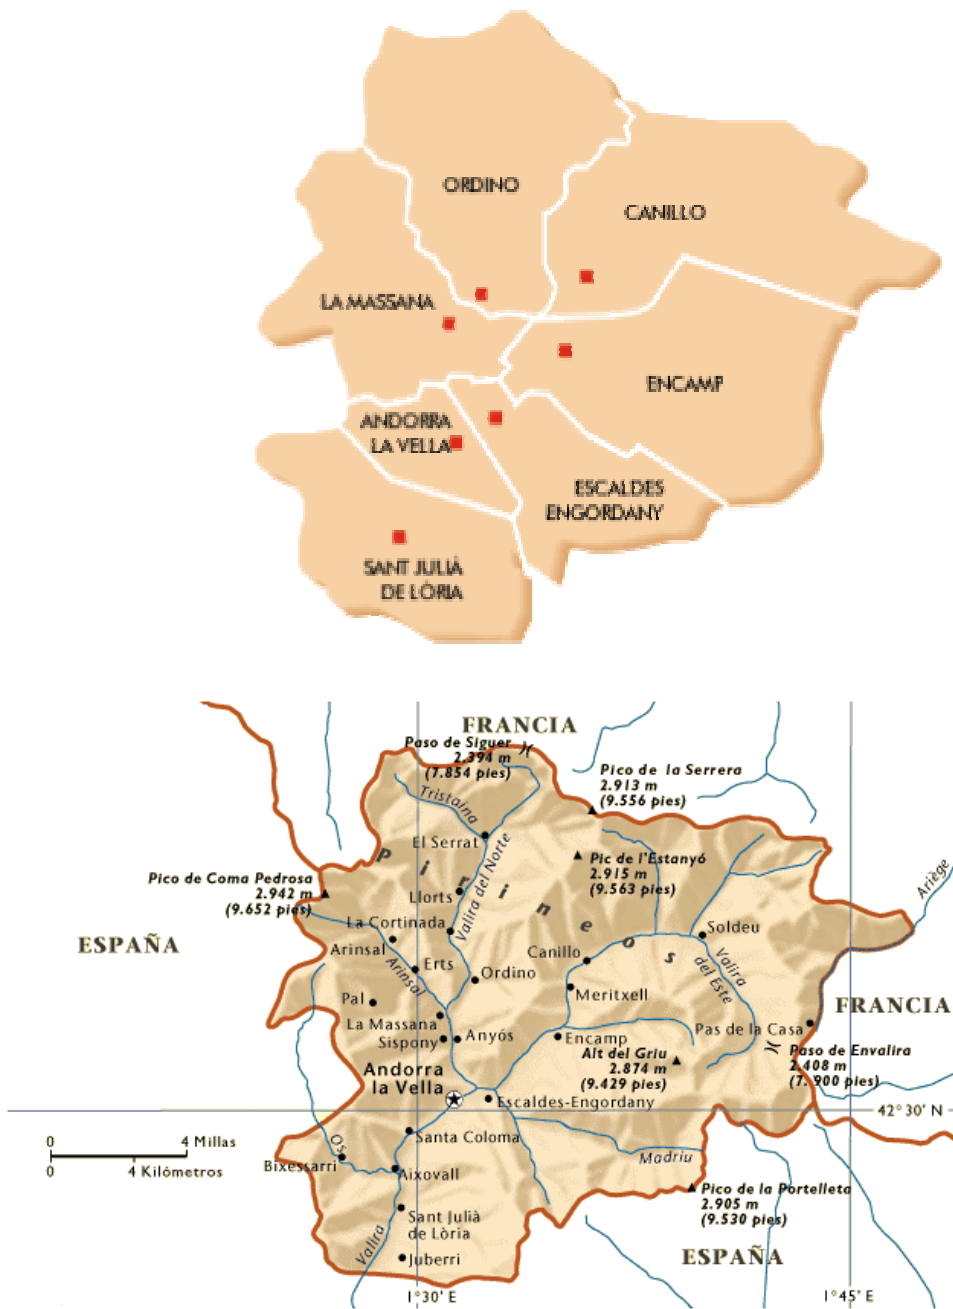 ORDINO
CANILLO
LA MASSANA
ENCAMP
ANDORRA
LA VELLA
ESCALDES
ENGORDANY
SANT JULIÀ
DE LÒRIA
FRANCIA
Paso de Siguer
2.394 m
(7.854 pies)
Pico de la Serrera
2.913 m
(9.556 pies)
Tristaina
El Serrat
Pirineos
Pic de l'Estanyó
2.915 m
(9.563 pies)
Pico de Coma Pedrosa
2.942 m
(9.652 pies)
Llorts
Valira del Norte
Ariège
La Cortinada
Soldeu
ESPAÑA
Arinsal
Arinsal
Erts
Canillo
Valira
del Este
Ordino
Meritxell
Pal
FRANCIA
La Massana
Pas de la Casa
Sispony
Anyós
Encamp
Alt del Griu
2.874 m
(9.429 pies)
Paso de Envalira
2.408 m
(7.900 pies)
Andorra
la Vella
Escaldes-Engordany
42°30' N
0 4 Millas
0 4 Kilómetros
Santa Coloma
Os
Bixessarri
Madriu
Aixovall
Pico de la Portelleta
2.905 m
(9.530 pies)
Sant Julià
de Lòria
Valira
Juberri
ESPAÑA
1°30' E
1°45' E